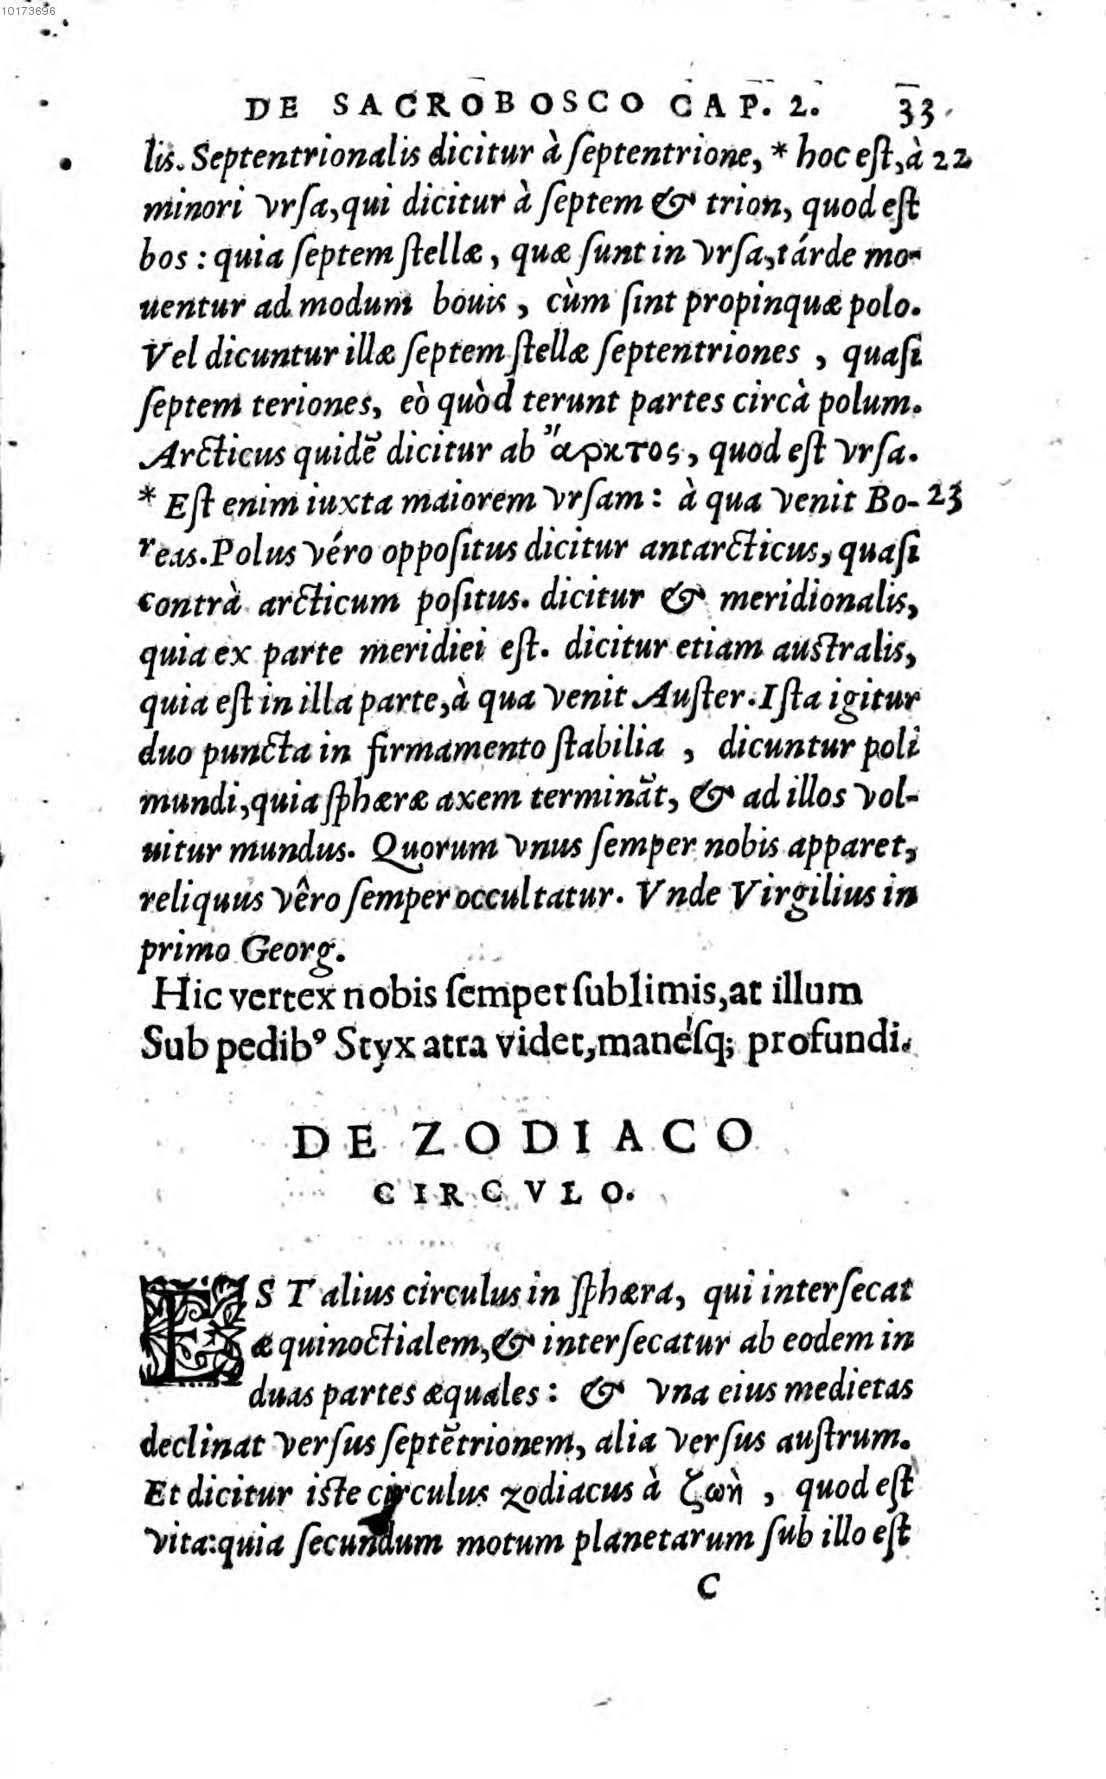 10173696
DE SACROBOSCO CAP. 2. 33
lis. Septentrionalis dicitur à ſeptentrione, * hoc eſt, à 22
minori vrſa, qui dicitur à ſeptem & trion, quod eſt
bos : quia ſeptem ſtellæ, quæ ſunt in vrſa, tárde mo-
uentur ad modum bouis, cùm ſint propinquæ polo.
Vel dicuntur illæ ſeptem ſtellæ ſeptentriones, quaſi
ſeptem teriones, eò quòd terunt partes circà polum.
Arcticus quidẽ dicitur ab ἄρκτος, quod eſt vrſa.
* Eſt enim iuxta maiorem vrſam : à qua venit Bo- 23
reas. Polus véro oppoſitus dicitur antarcticus, quaſi
contrà arcticum poſitus. dicitur & meridionalis,
quia ex parte meridiei eſt. dicitur etiam auſtralis,
quia eſt in illa parte, à qua venit Auſter. Iſta igitur
duo puncta in firmamento ſtabilia, dicuntur poli
mundi, quia ſphæræ axem terminãt, & ad illos vol-
uitur mundus. Quorum vnus ſemper nobis apparet,
reliquus vêro ſemper occultatur. Vnde Virgilius in
primo Georg.
Hic vertex nobis ſemper ſublimis, at illum
Sub pedibꝰ Styx atra videt, maneſq́; profundi.
DE ZODIACO
CIRCVLO.
EST alius circulus in ſphæra, qui interſecat
æquinoctialem, & interſecatur ab eodem in
duas partes æquales : & vna eius medietas
declinat verſus ſeptẽtrionem, alia verſus auſtrum.
Et dicitur iſte circulus zodiacus à ζωὴ, quod eſt
vita: quia ſecundum motum planetarum ſub illo eſt
C